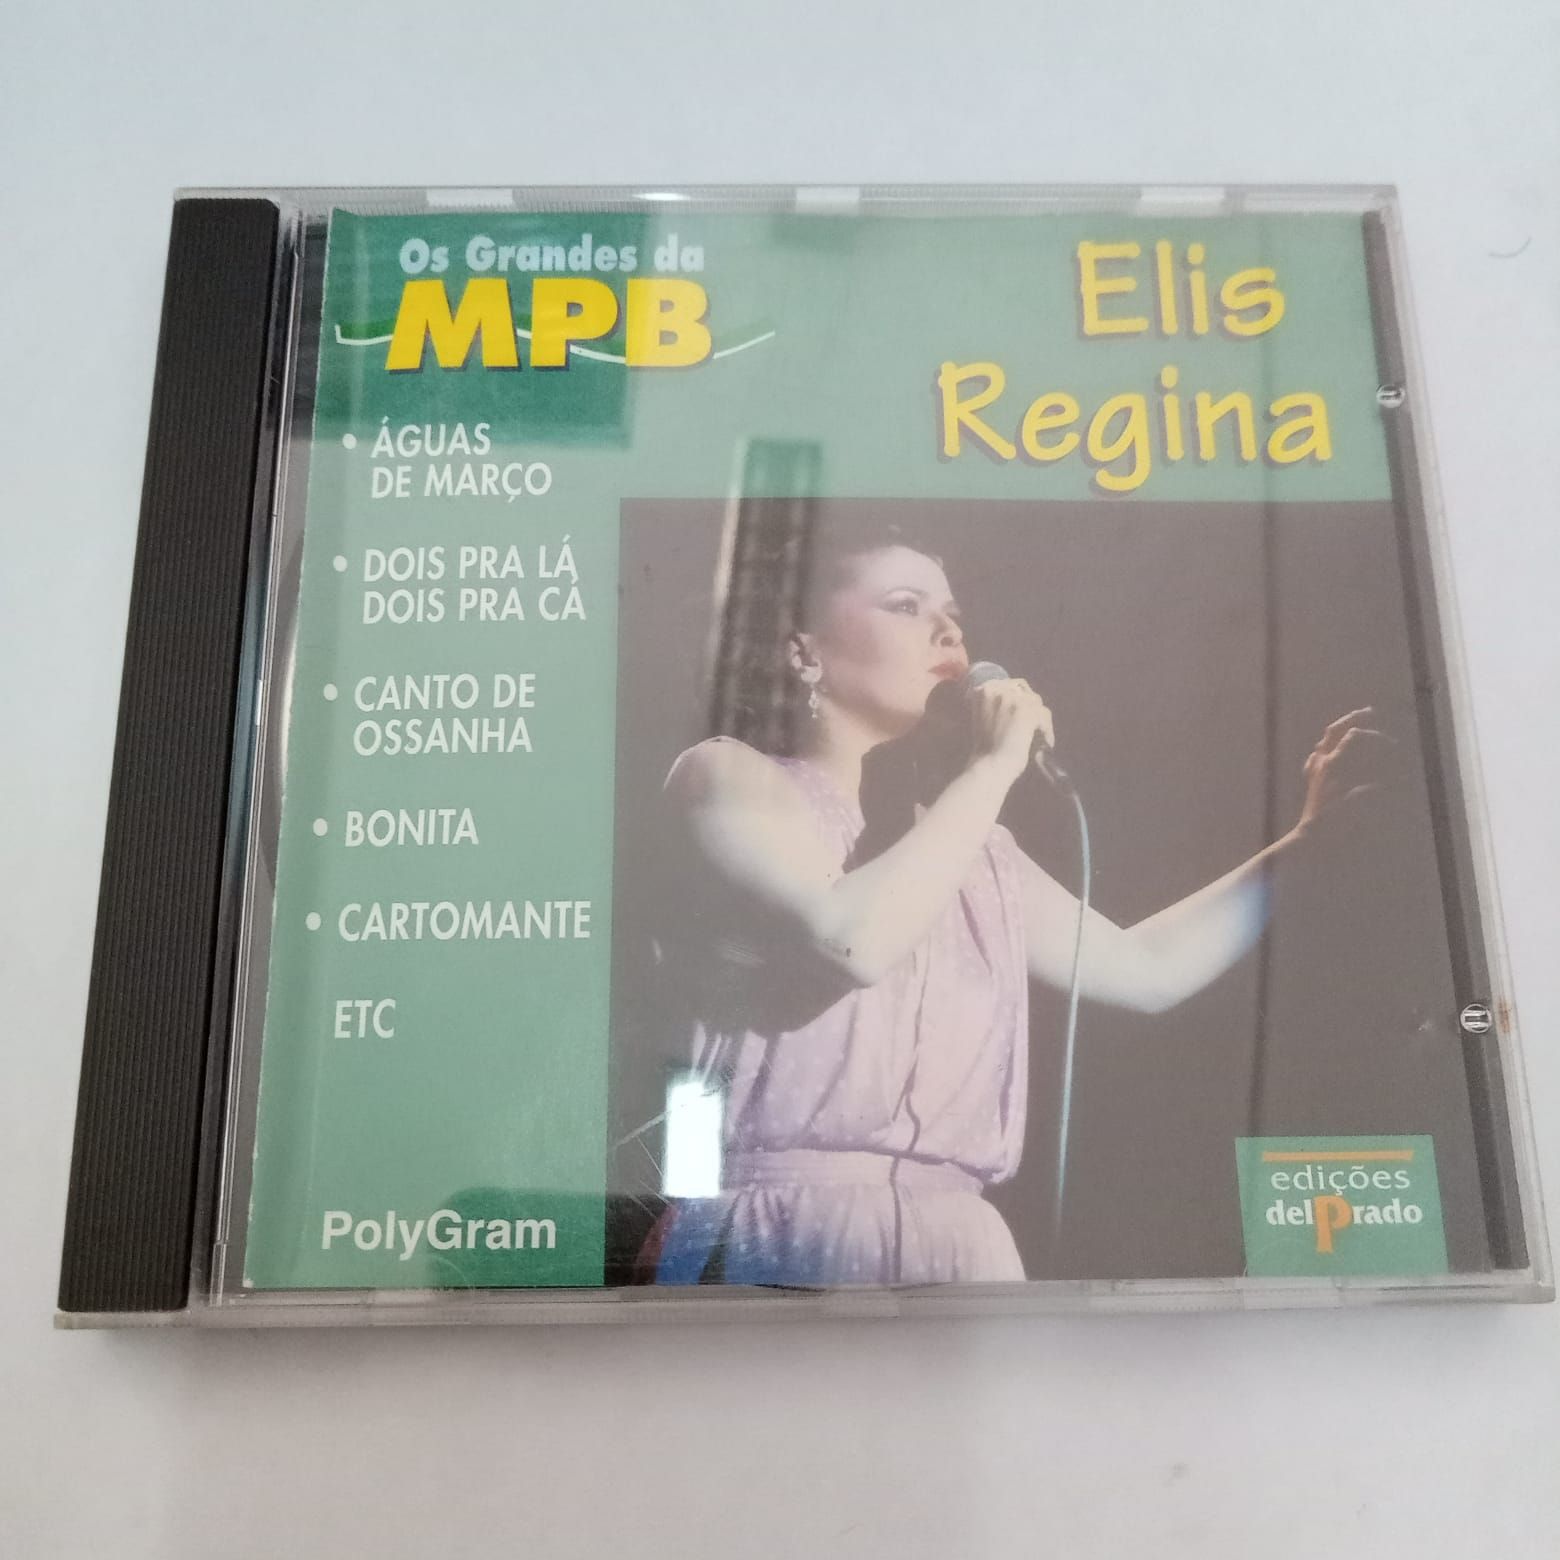 Os Grandes da
MPB
Elis
Regina
• ÁGUAS
DE MARÇO
• DOIS PRA LÁ
DOIS PRA CÁ
• CANTO DE
OSSANHA
• BONITA
• CARTOMANTE
ETC
PolyGram
edições
delPrado